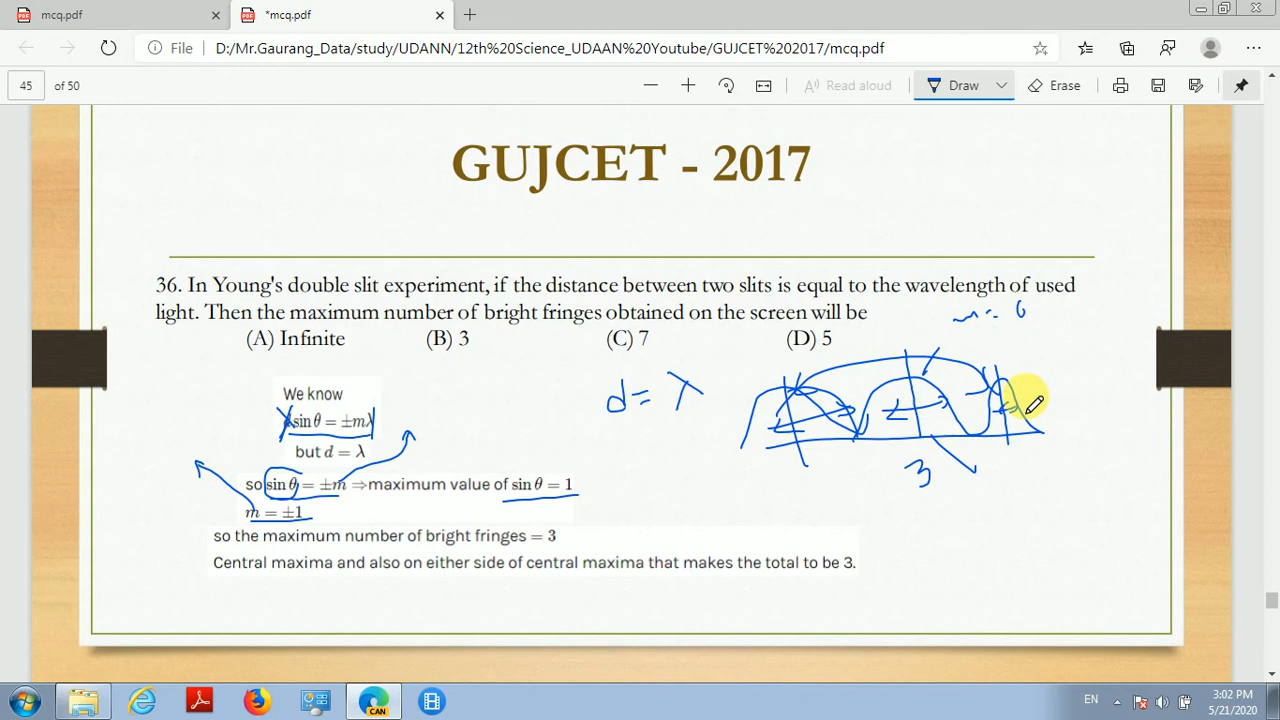 mcq.pdf
*mcq.pdf
File D:/Mr.Gaurang_Data/study/UDANN/12th%20Science_UDAAN%20Youtube/GUJCET%202017/mcq.pdf
45 of 50
Read aloud
Draw
Erase
GUJCET - 2017
36. In Young's double slit experiment, if the distance between two slits is equal to the wavelength of used
light. Then the maximum number of bright fringes obtained on the screen will be
(A) Infinite (B) 3 (C) 7 (D) 5
We know
sin θ = ±mλ
but d = λ
so sin θ = ±m ⇒maximum value of sin θ = 1
m = ±1
so the maximum number of bright fringes = 3
Central maxima and also on either side of central maxima that makes the total to be 3.
d = λ
3
CAN
EN
3:02 PM
5/21/2020